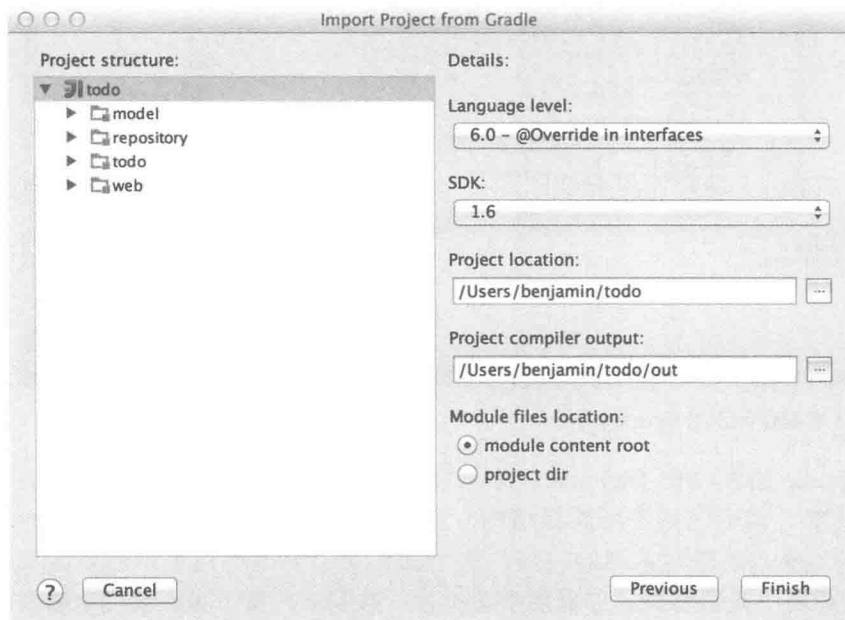 Import Project from Gradle
Project structure:
todo
model
repository
todo
web
Details:
Language level:
6.0 – @Override in interfaces
SDK:
1.6
Project location:
/Users/benjamin/todo
...
Project compiler output:
/Users/benjamin/todo/out
...
Module files location:
module content root
project dir
?
Cancel
Previous
Finish